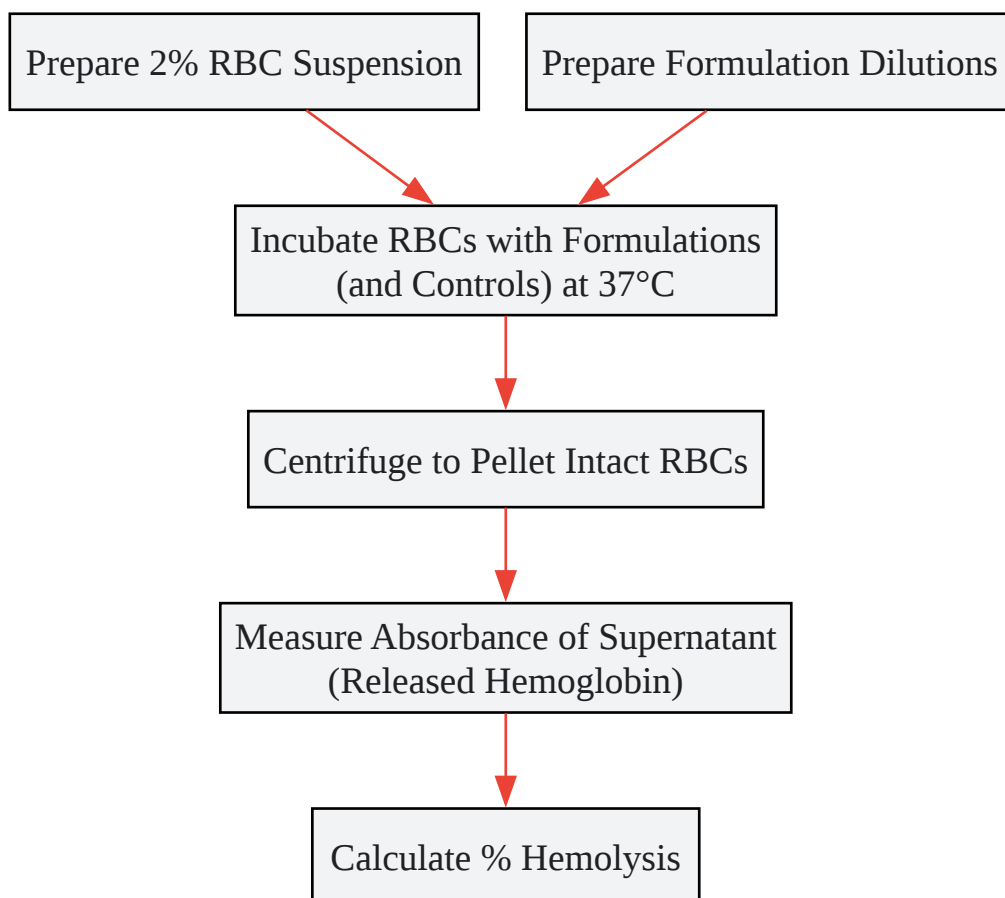 Prepare 2% RBC Suspension
Prepare Formulation Dilutions
Incubate RBCs with Formulations
(and Controls) at 37°C
Centrifuge to Pellet Intact RBCs
Measure Absorbance of Supernatant
(Released Hemoglobin)
Calculate % Hemolysis